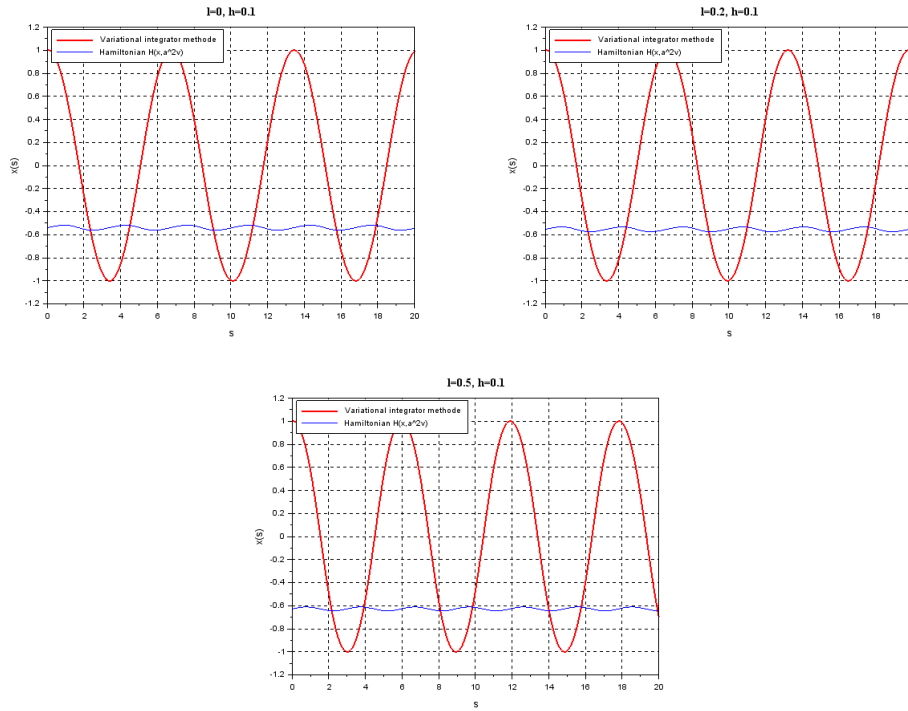 l=0, h=0.1
1.2
1
0.8
0.6
0.4
0.2
0
-0.2
-0.4
-0.6
-0.8
-1
-1.2
x(s)
Variational integrator methode
Hamiltonian H(x,a^2v)
0 2 4 6 8 10 12 14 16 18 20
s
l=0.2, h=0.1
1.2
1
0.8
0.6
0.4
0.2
0
-0.2
-0.4
-0.6
-0.8
-1
-1.2
x(s)
Variational integrator methode
Hamiltonian H(x,a^2v)
0 2 4 6 8 10 12 14 16 18
s
l=0.5, h=0.1
1.2
1
0.8
0.6
0.4
0.2
0
-0.2
-0.4
-0.6
-0.8
-1
-1.2
x(s)
Variational integrator methode
Hamiltonian H(x,a^2v)
0 2 4 6 8 10 12 14 16 18 20
s